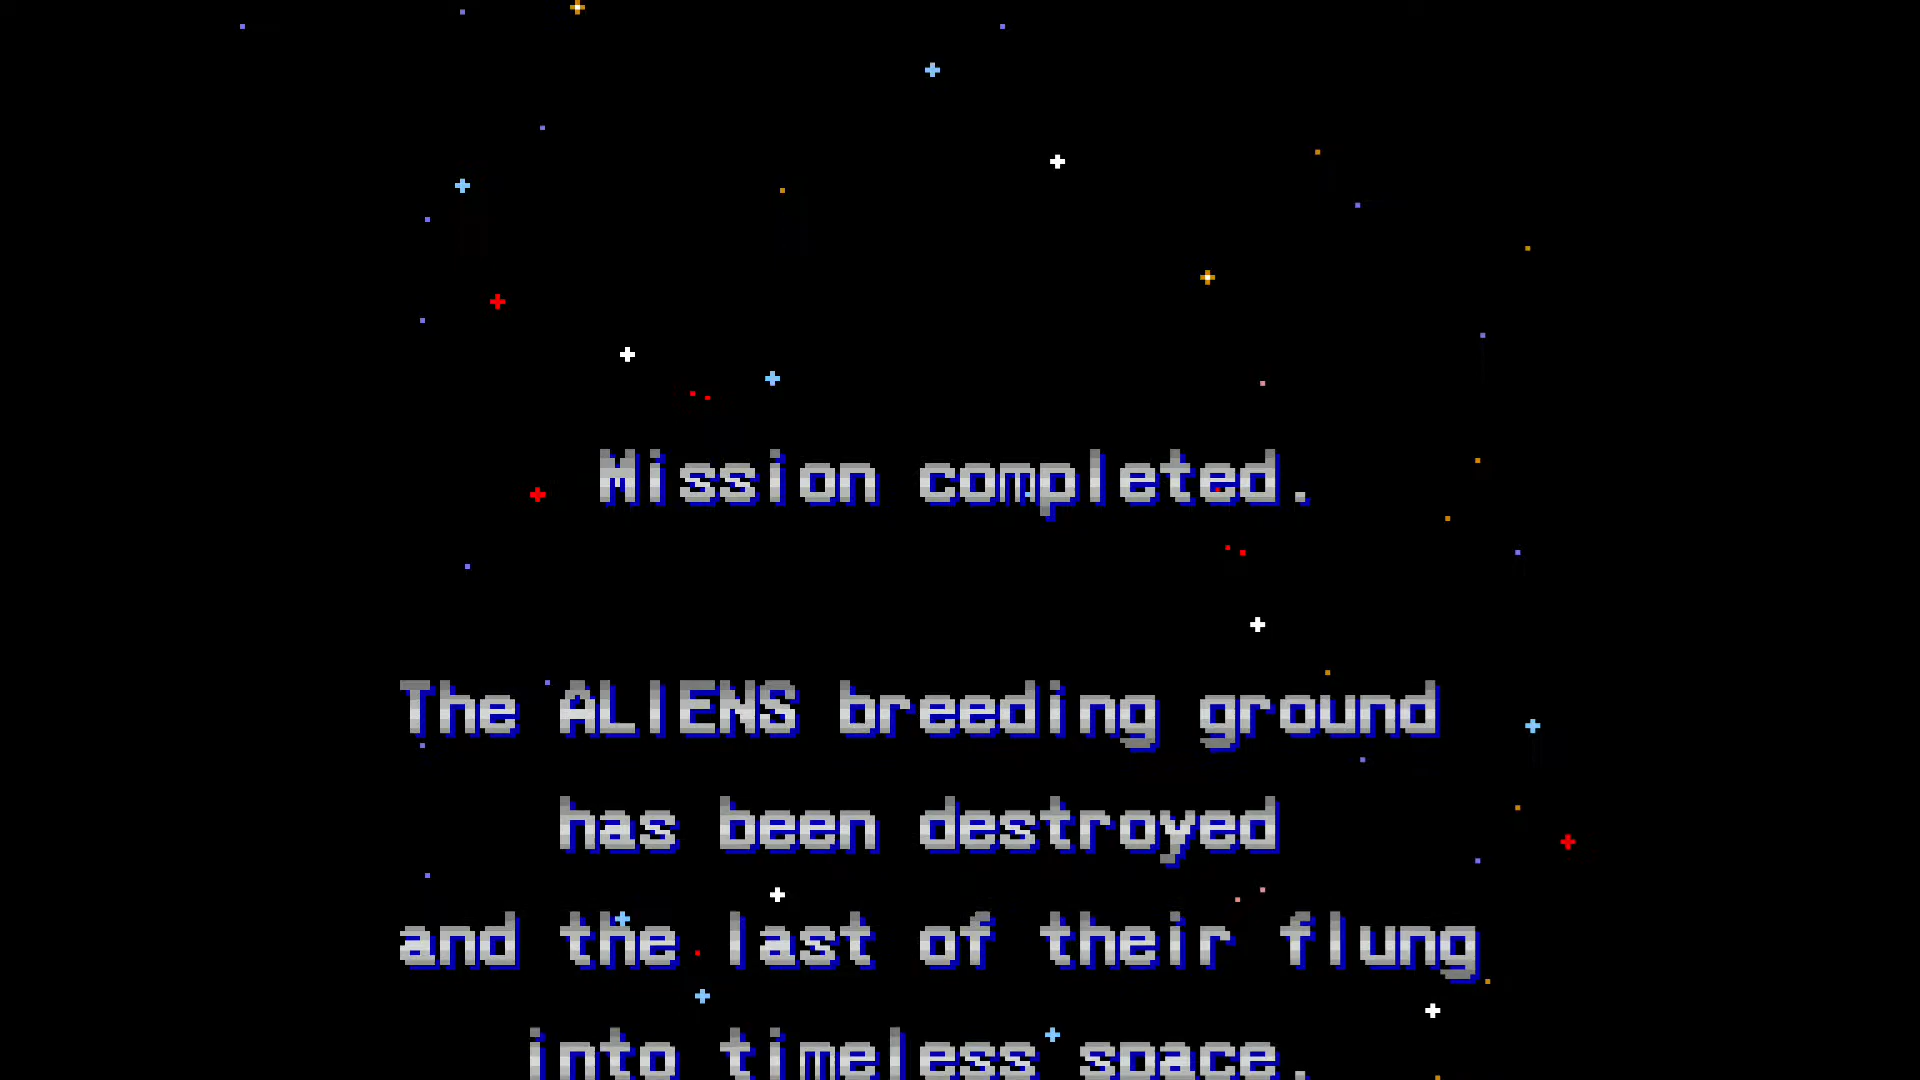 Mission completed.
The ALIENS breeding ground
has been destroyed
and the last of their flung
into timeless space.